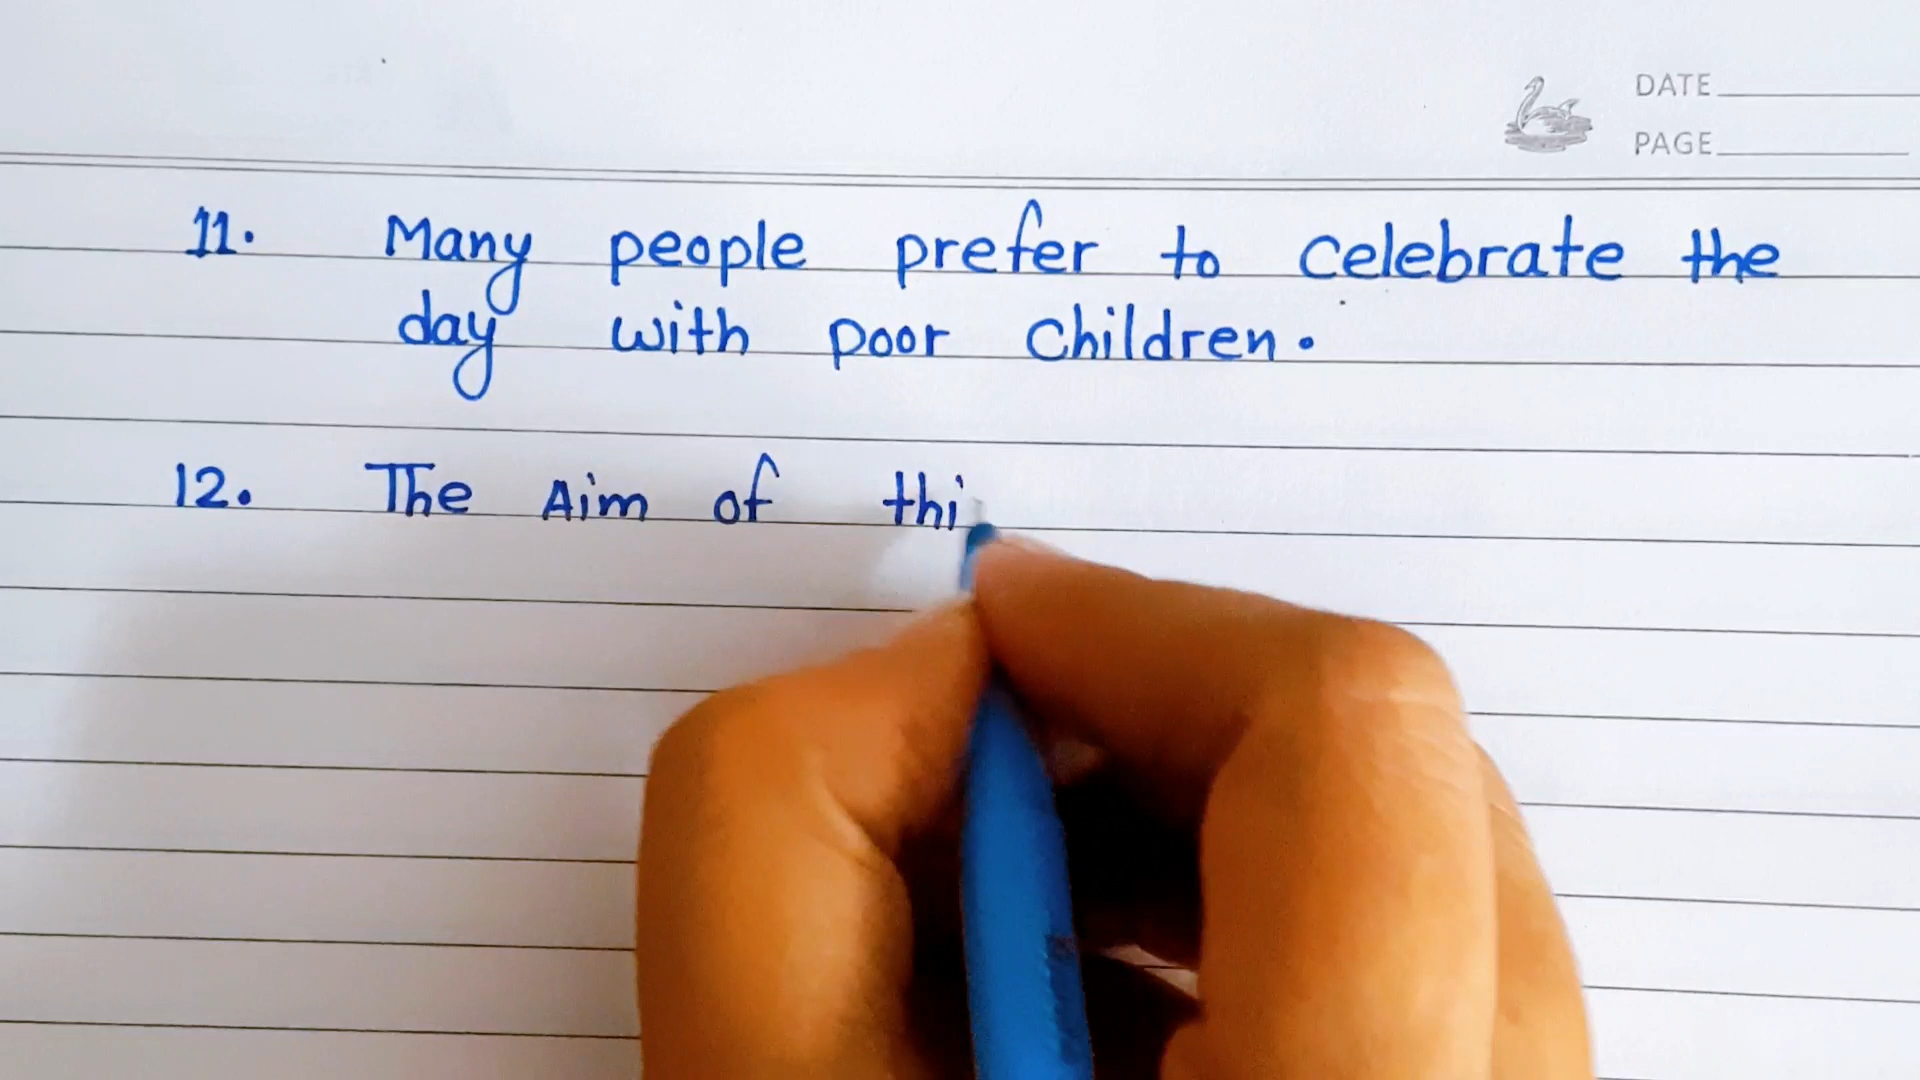 DATE
PAGE
11. Many people prefer to celebrate the
day with poor children.
12. The Aim of thi